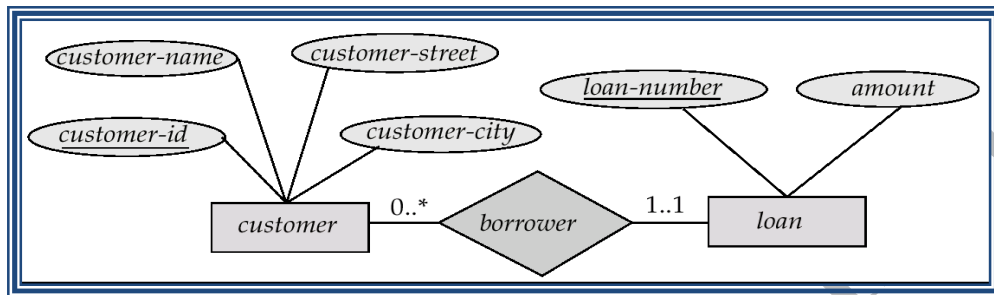 customer-name
customer-street
loan-number
amount
customer-id
customer-city
customer
0..*
borrower
1..1
loan